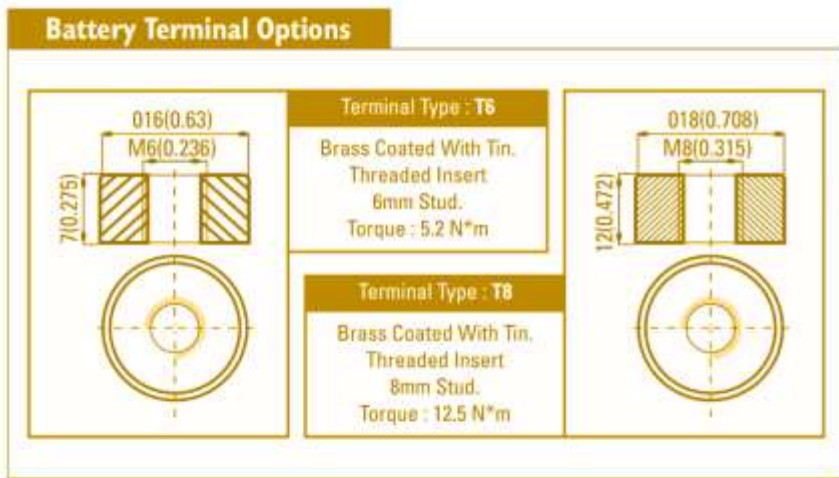 Battery Terminal Options
016(0.63)
M6(0.236)
7(0.275)
Terminal Type : T6
Brass Coated With Tin.
Threaded Insert
6mm Stud.
Torque : 5.2 N*m
Terminal Type : T8
Brass Coated With Tin.
Threaded Insert
8mm Stud.
Torque : 12.5 N*m
018(0.708)
M8(0.315)
12(0.472)